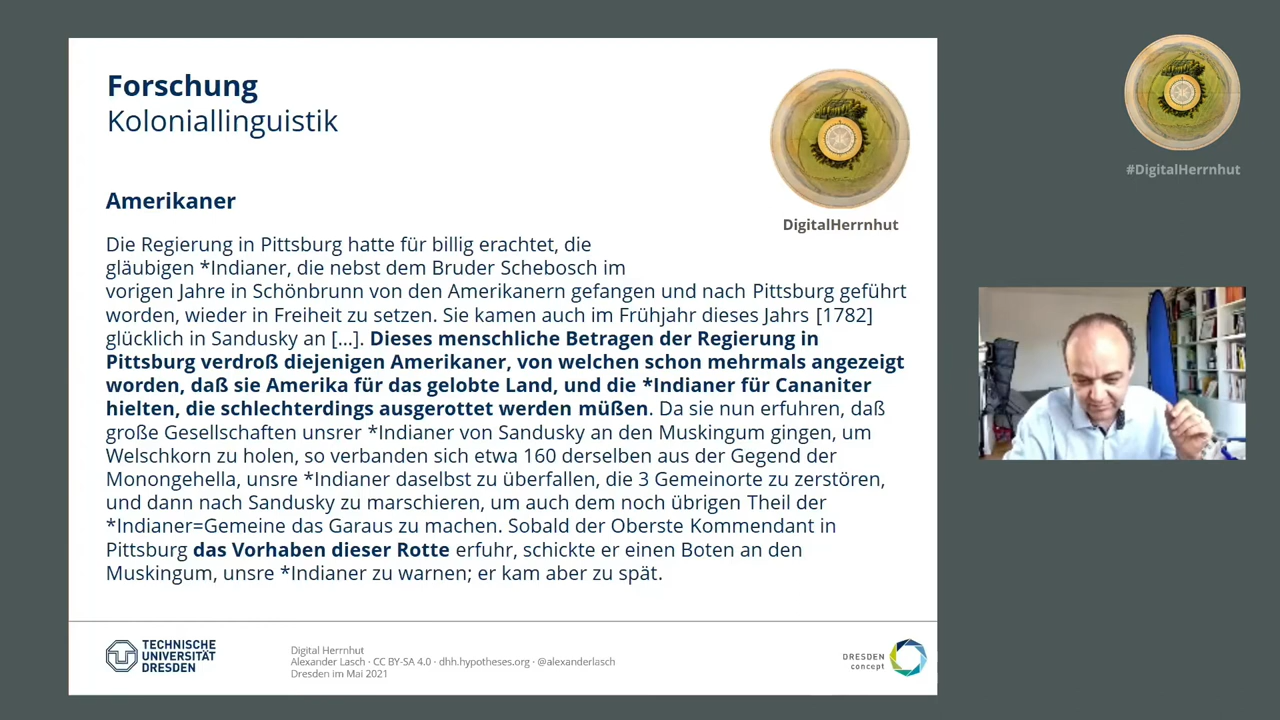 Forschung
Koloniallinguistik
DigitalHerrnhut
#DigitalHerrnhut
Amerikaner
Die Regierung in Pittsburg hatte für billig erachtet, die
gläubigen *Indianer, die nebst dem Bruder Schebosch im
vorigen Jahre in Schönbrunn von den Amerikanern gefangen und nach Pittsburg geführt
worden, wieder in Freiheit zu setzen. Sie kamen auch im Frühjahr dieses Jahrs [1782]
glücklich in Sandusky an [...]. Dieses menschliche Betragen der Regierung in
Pittsburg verdroß diejenigen Amerikaner, von welchen schon mehrmals angezeigt
worden, daß sie Amerika für das gelobte Land, und die *Indianer für Cananiter
hielten, die schlechterdings ausgerottet werden müßen. Da sie nun erfuhren, daß
große Gesellschaften unsrer *Indianer von Sandusky an den Muskingum gingen, um
Welschkorn zu holen, so verbanden sich etwa 160 derselben aus der Gegend der
Monongehella, unsre *Indianer daselbst zu überfallen, die 3 Gemeinorte zu zerstören,
und dann nach Sandusky zu marschieren, um auch dem noch übrigen Theil der
*Indianer=Gemeine das Garaus zu machen. Sobald der Oberste Kommendant in
Pittsburg das Vorhaben dieser Rotte erfuhr, schickte er einen Boten an den
Muskingum, unsre *Indianer zu warnen; er kam aber zu spät.
TECHNISCHE
UNIVERSITÄT
DRESDEN
Digital Herrnhut
Alexander Lasch · CC BY-SA 4.0 · dhh.hypotheses.org · @alexanderlasch
Dresden im Mai 2021
DRESDEN
concept